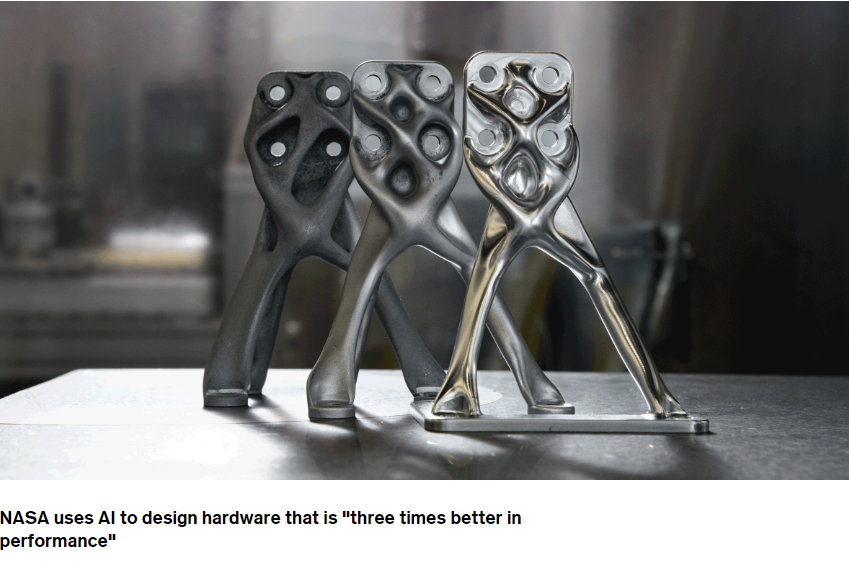 NASA uses AI to design hardware that is "three times better in
performance"